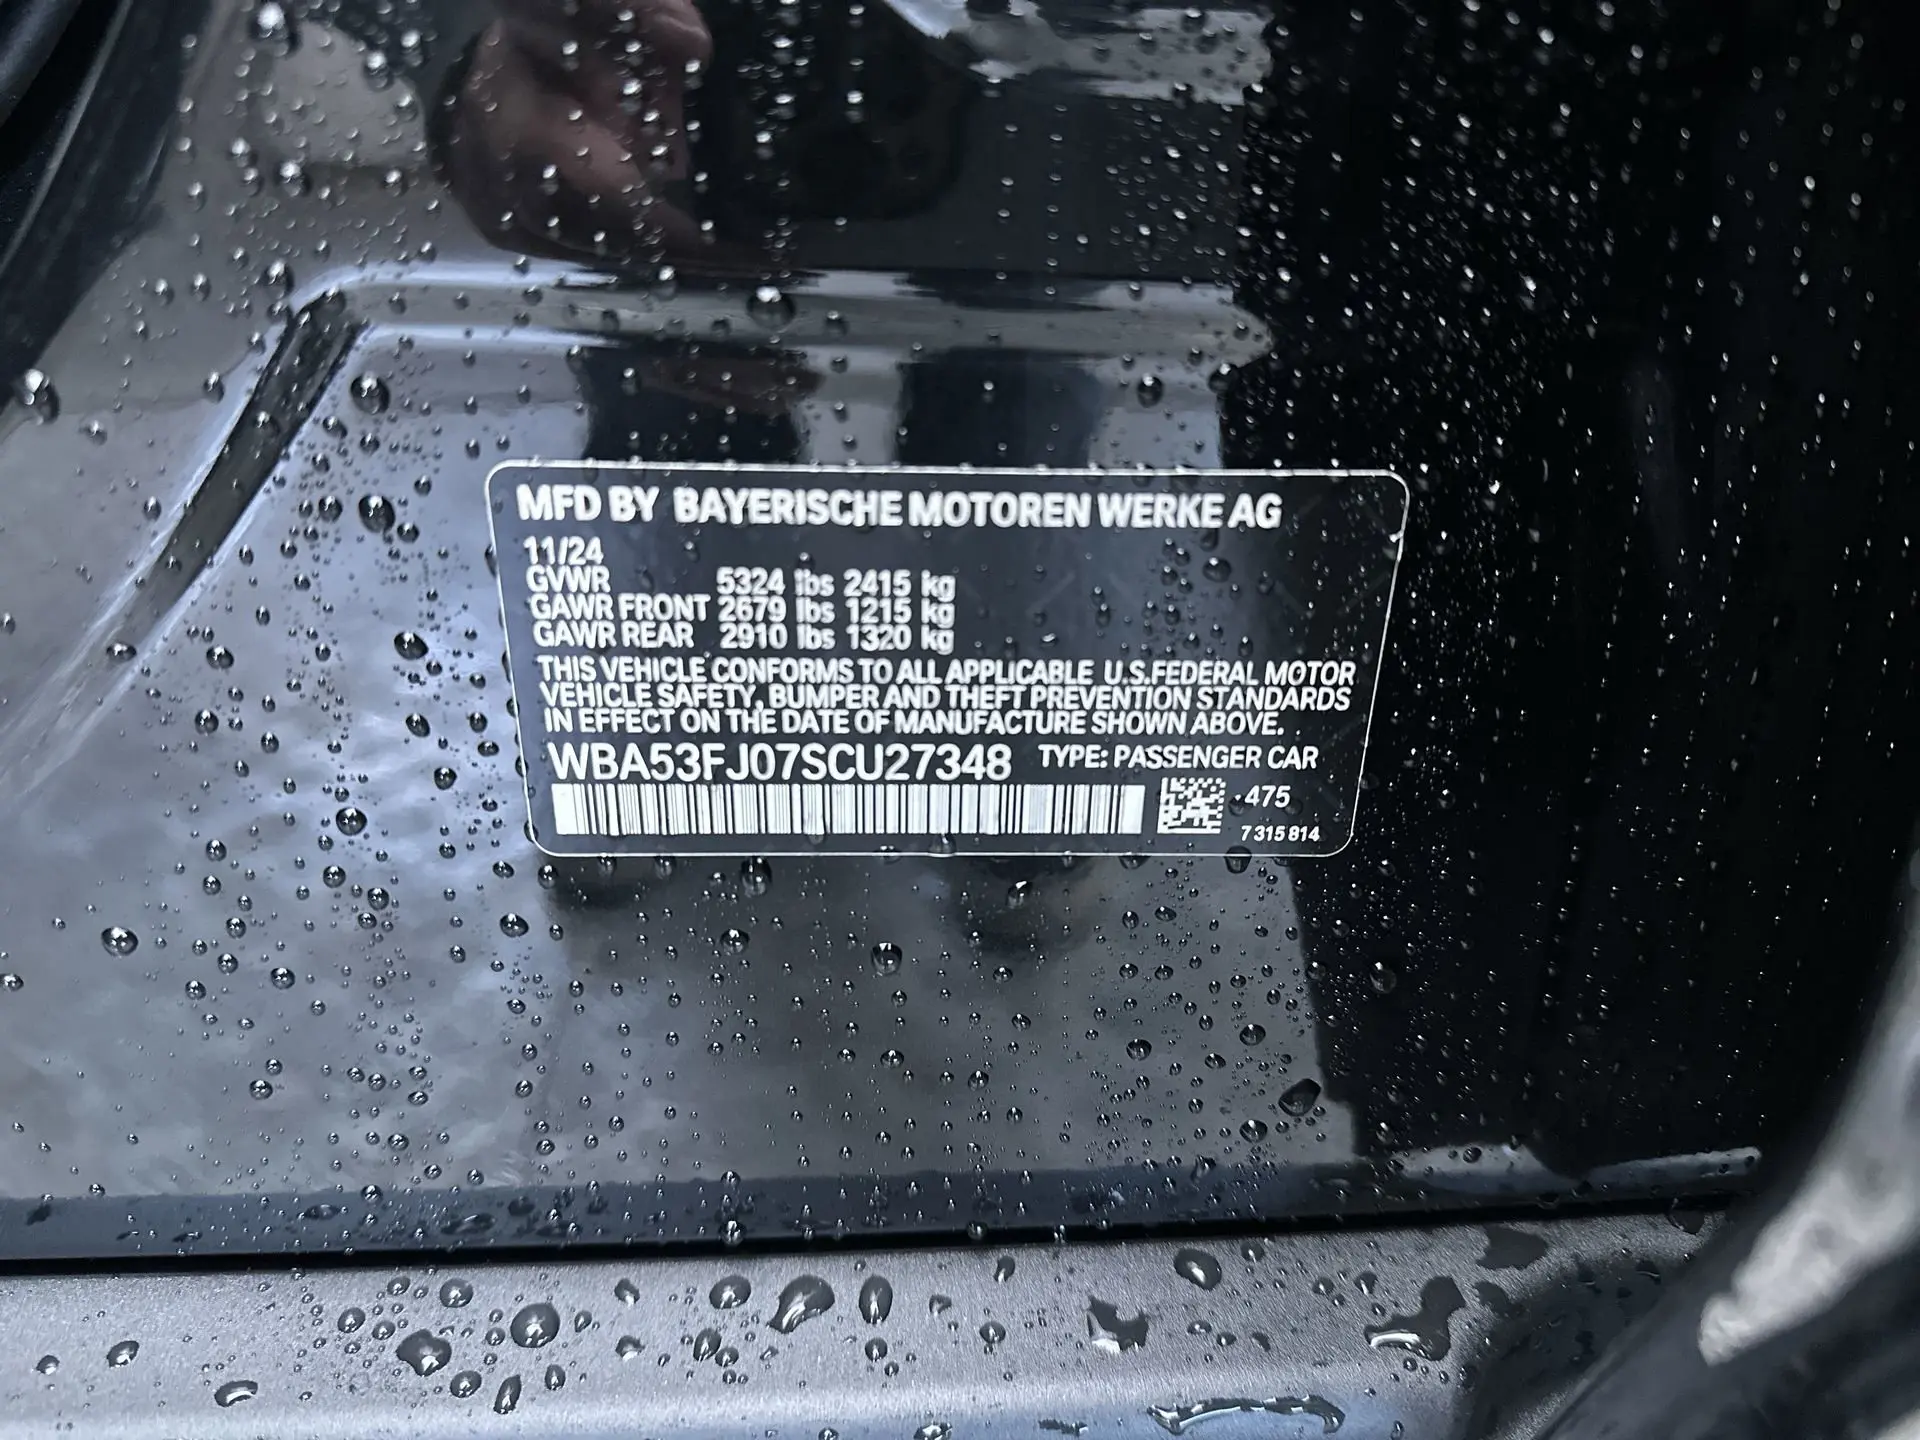 MFD BY BAYERISCHE MOTOREN WERKE AG
11/24
GVWR 5324 lbs 2415 kg
GAWR FRONT 2679 lbs 1215 kg
GAWR REAR 2910 lbs 1320 kg
THIS VEHICLE CONFORMS TO ALL APPLICABLE U.S.FEDERAL MOTOR
VEHICLE SAFETY, BUMPER AND THEFT PREVENTION STANDARDS
IN EFFECT ON THE DATE OF MANUFACTURE SHOWN ABOVE.
WBA53FJ07SCU27348 TYPE: PASSENGER CAR
·475
7 315 814